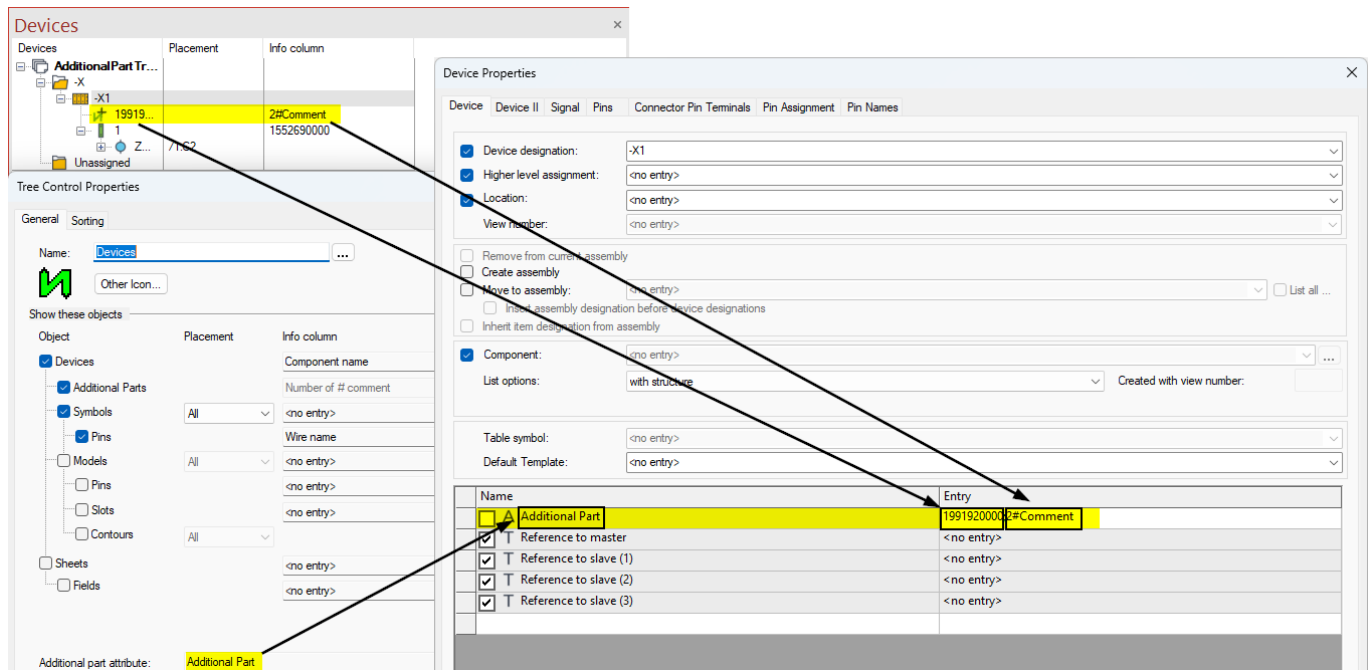 Devices
Devices Placement Info column
AdditionalPartTr...
-X
-X1
19919... 2#Comment
1 1552690000
Z... /1.C2
Unassigned
Tree Control Properties
General Sorting
Name: Devices ...
Other Icon...
Show these objects
Object Placement Info column
Devices Component name
Additional Parts Number of # comment
Symbols All <no entry>
Pins Wire name
Models All <no entry>
Pins <no entry>
Slots <no entry>
Contours All
Sheets <no entry>
Fields <no entry>
Additional part attribute: Additional Part
Device Properties
Device Device II Signal Pins Connector Pin Terminals Pin Assignment Pin Names
Device designation: -X1
Higher level assignment: <no entry>
Location: <no entry>
View number: <no entry>
Remove from current assembly
Create assembly
Move to assembly: <no entry> List all ...
Insert assembly designation before device designations
Inherit item designation from assembly
Component: <no entry> ...
List options: with structure Created with view number:
Table symbol: <no entry>
Default Template: <no entry>
Name Entry
A Additional Part 1991920000:2#Comment
T Reference to master <no entry>
T Reference to slave (1) <no entry>
T Reference to slave (2) <no entry>
T Reference to slave (3) <no entry>